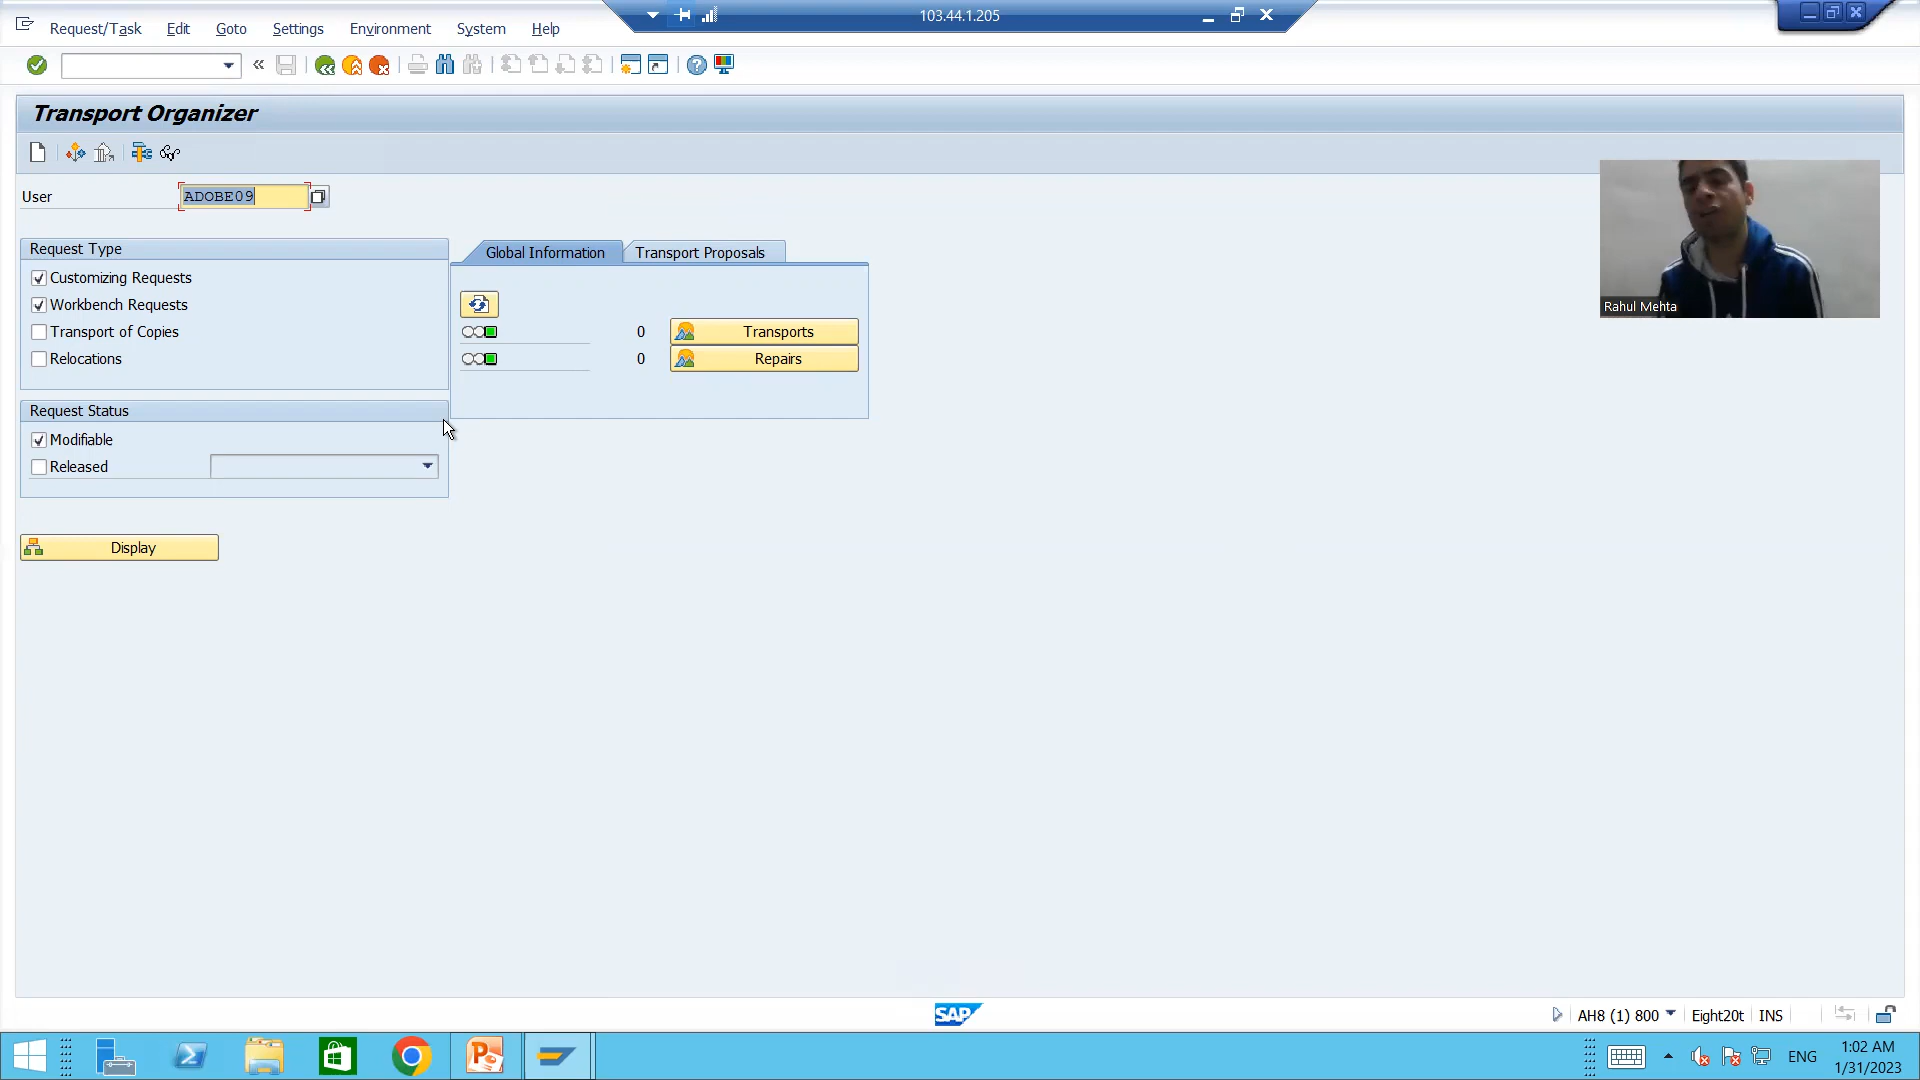 103.44.1.205
Request/Task Edit Goto Settings Environment System Help
Transport Organizer
User ADOBE09
Request Type
Customizing Requests
Workbench Requests
Transport of Copies
Relocations
Global Information Transport Proposals
0 Transports
0 Repairs
Request Status
Modifiable
Released
Display
Rahul Mehta
SAP
AH8 (1) 800 Eight20t INS
ENG
1:02 AM
1/31/2023